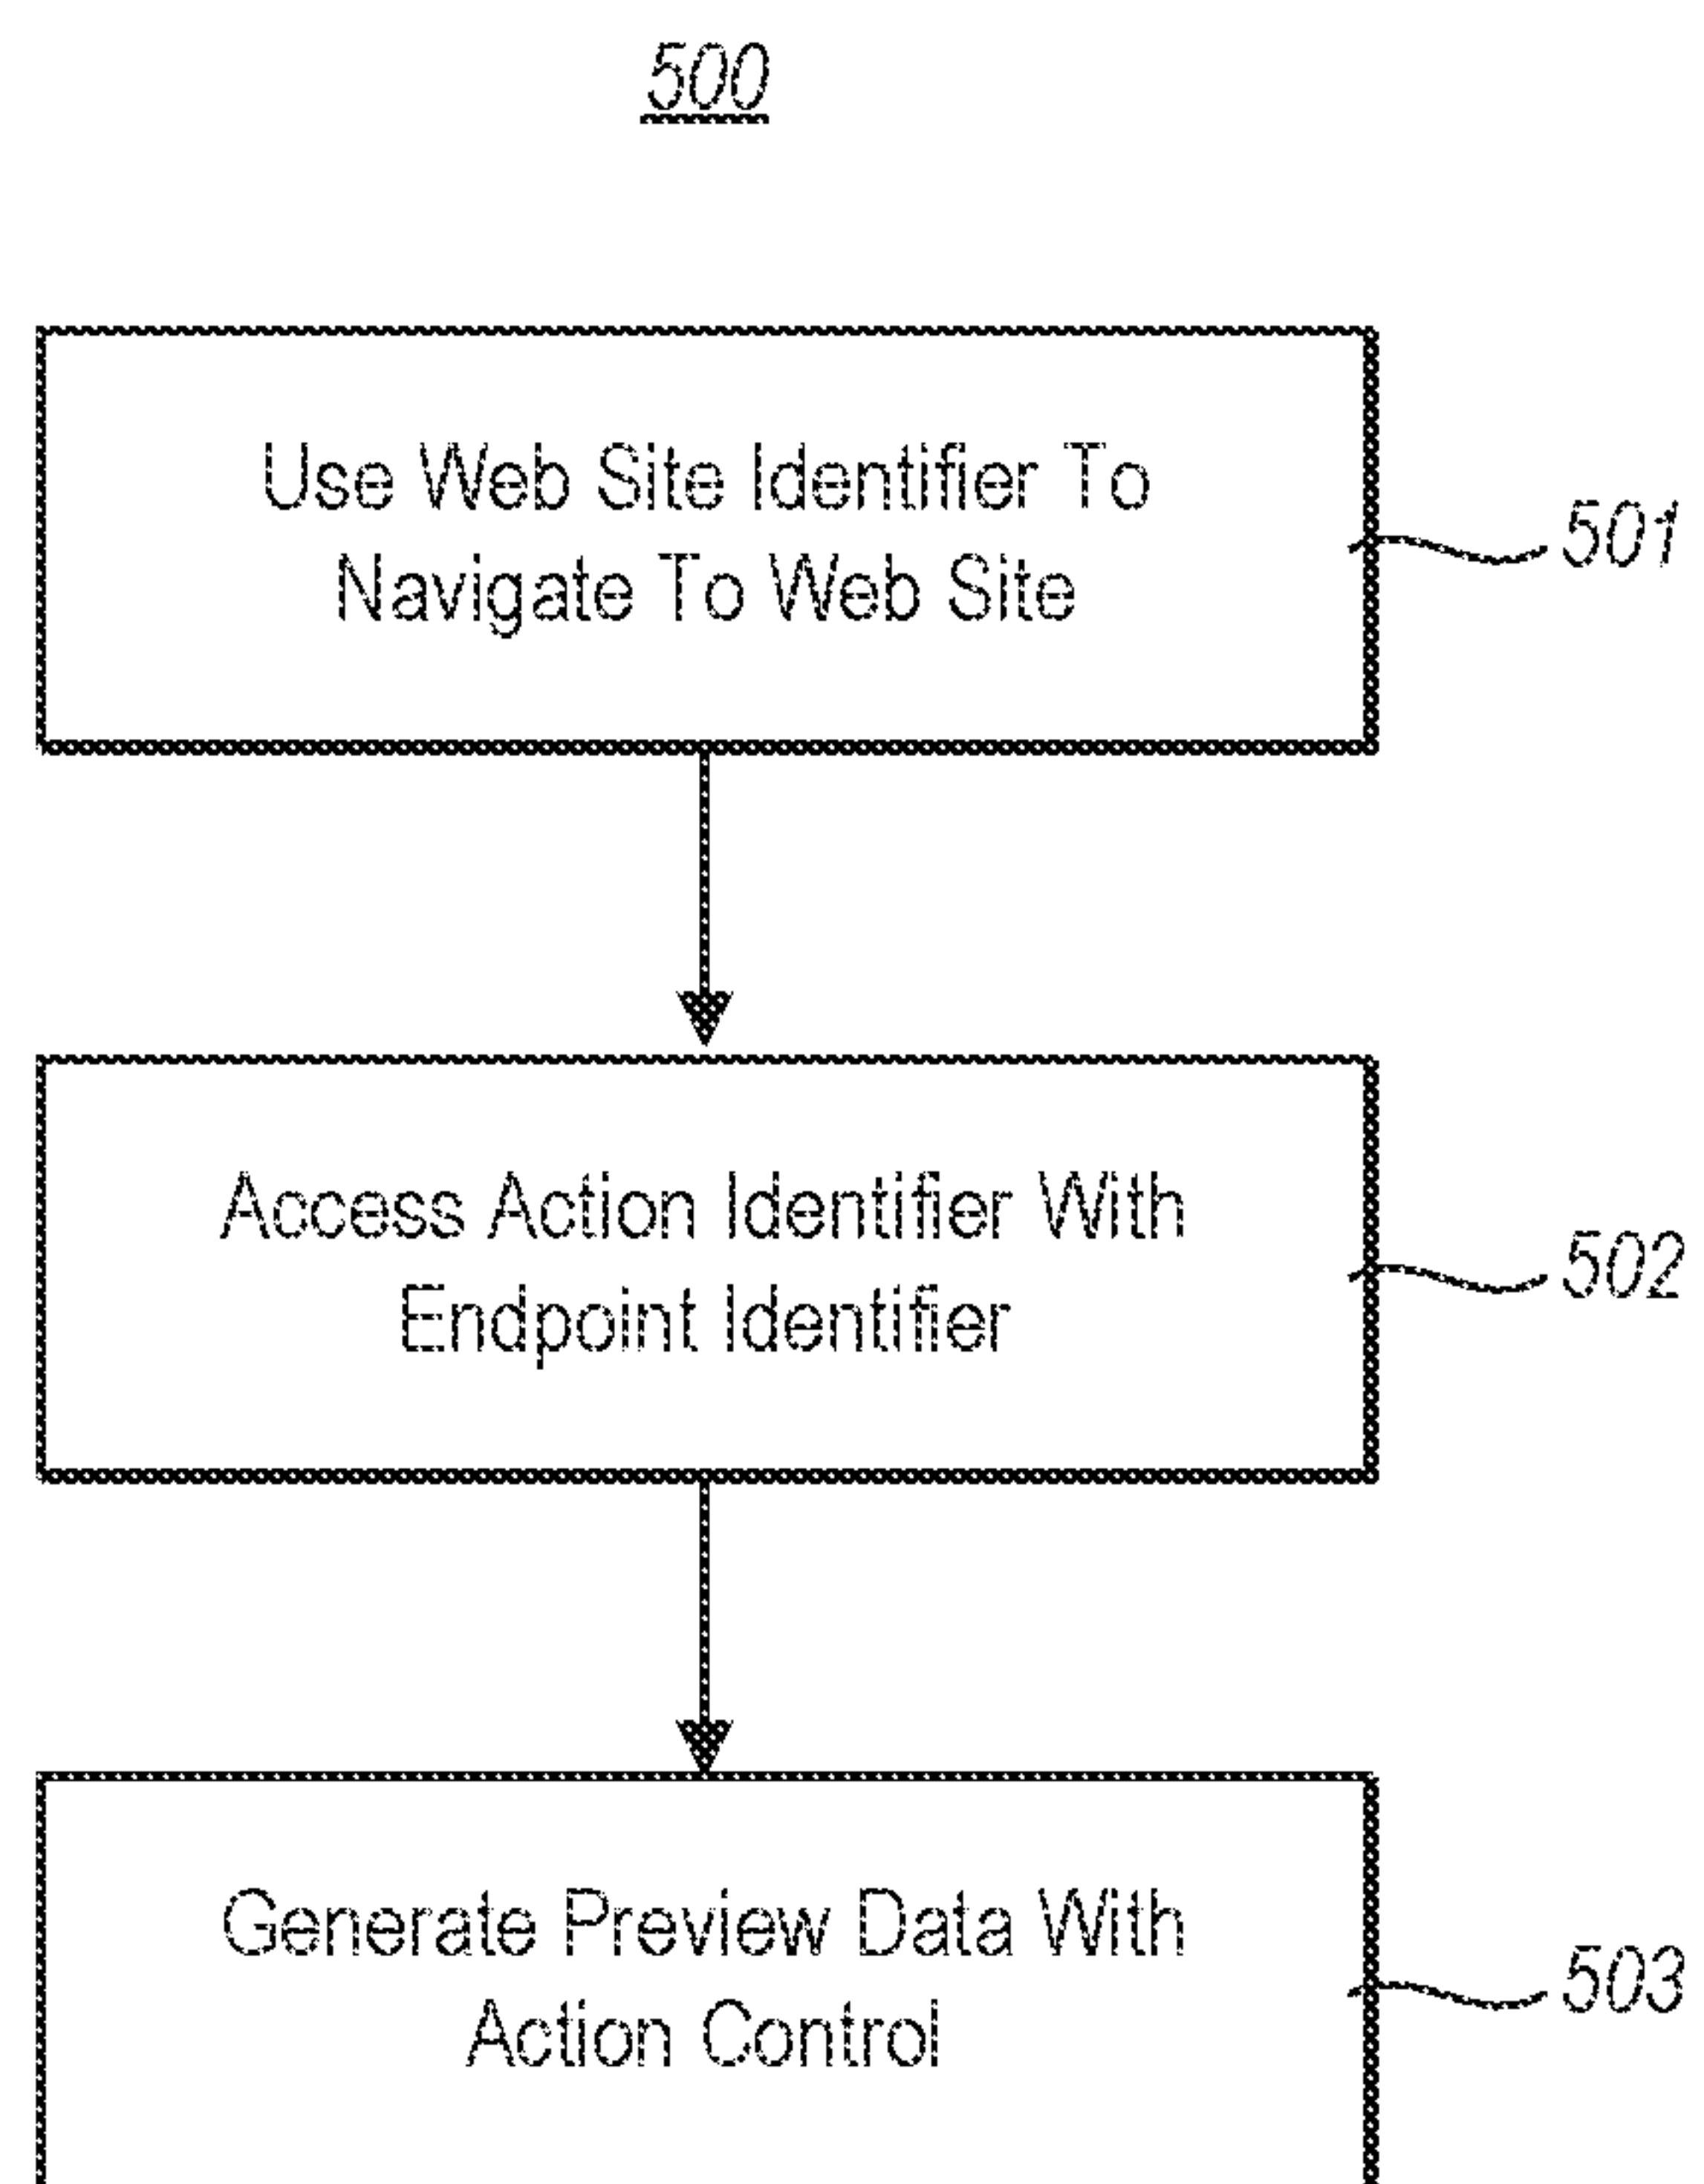 500
Use Web Site Identifier To
Navigate To Web Site
501
Access Action Identifier With
Endpoint Identifier
502
Generate Preview Data With
Action Control
503